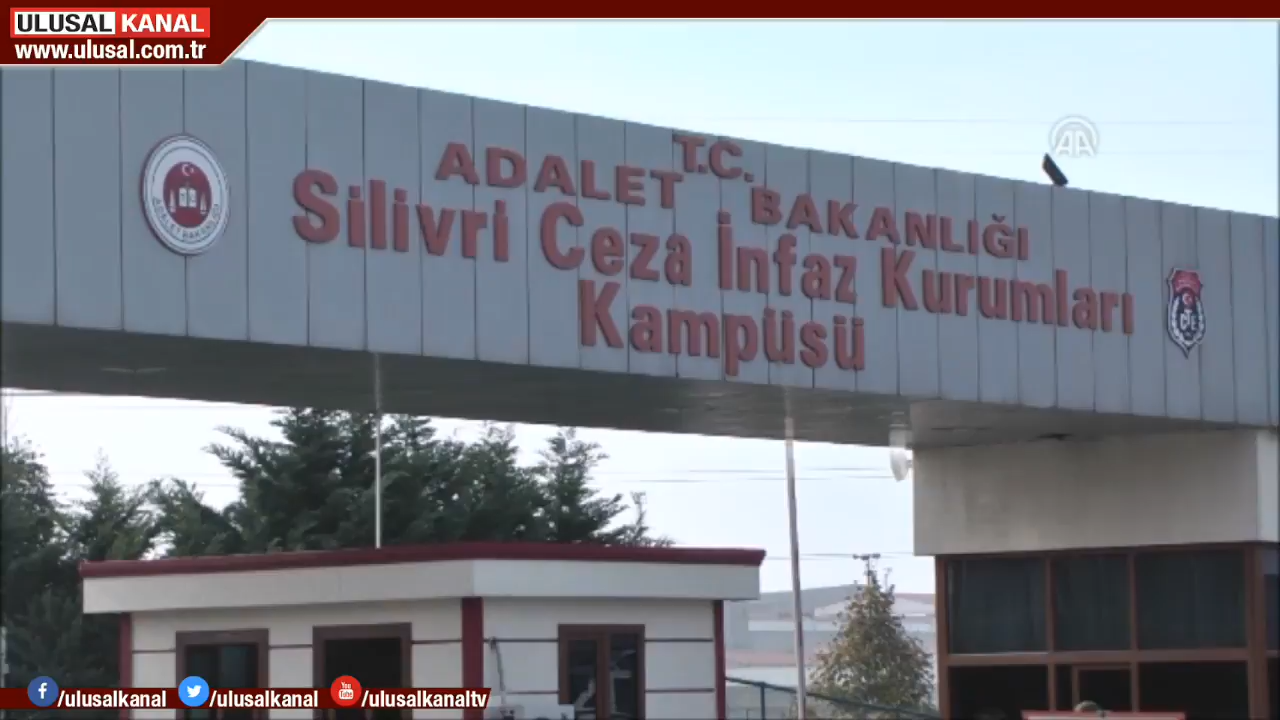 ULUSAL KANAL
www.ulusal.com.tr
AA
T.C.
ADALET BAKANLIĞI
Silivri Ceza İnfaz Kurumları
Kampüsü
ADALET BAKANLIĞI
CTE
/ulusalkanal
/ulusalkanal
/ulusalkanaltv